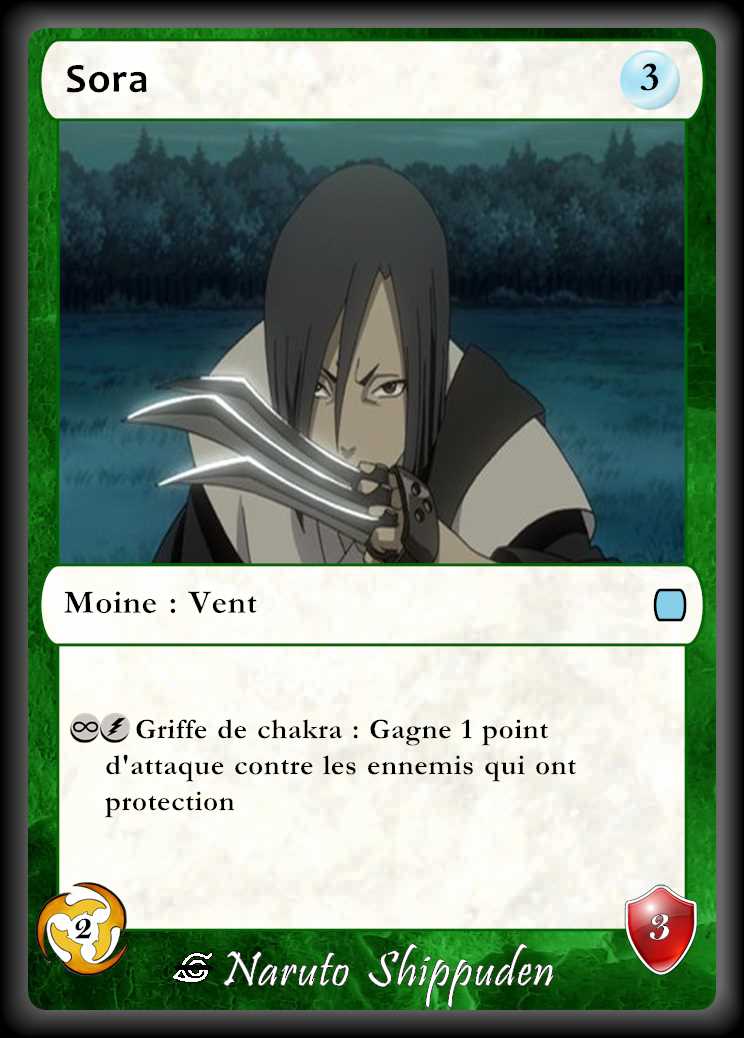 Sora
3
Moine : Vent
∞ Griffe de chakra : Gagne 1 point
d'attaque contre les ennemis qui ont
protection
2
3
Naruto Shippuden